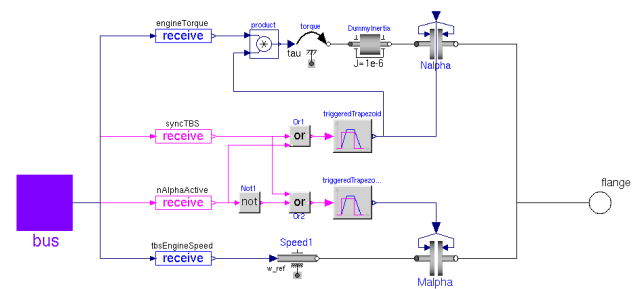 engineTorque
receive
product
*
tau
torque
DummyInertia
J=1e-6
Nalpha
syncTBS
receive
Or1
or
triggeredTrapezoid
nAlphaActive
receive
Not1
not
or
Or2
triggeredTrapezo...
flange
bus
tbsEngineSpeed
receive
Speed1
w_ref
Malpha